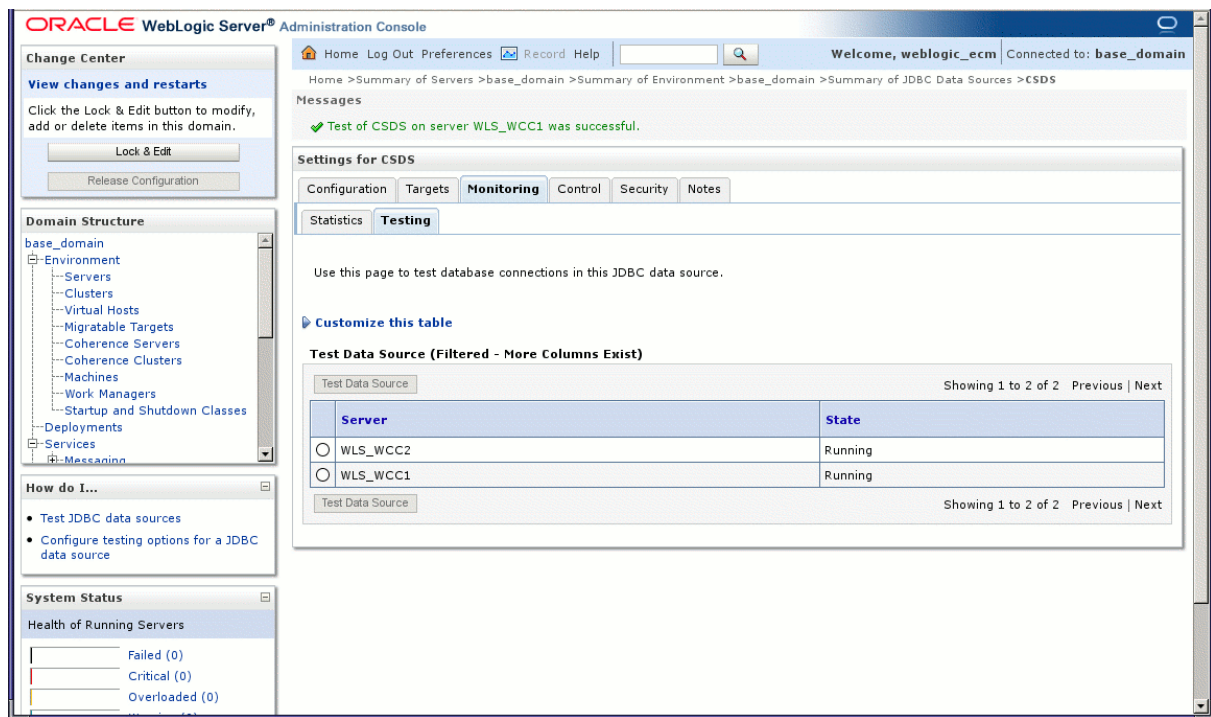 ORACLE WebLogic Server® Administration Console
Change Center
View changes and restarts
Click the Lock & Edit button to modify,
add or delete items in this domain.
Lock & Edit
Release Configuration
Domain Structure
base_domain
Environment
Servers
Clusters
Virtual Hosts
Migratable Targets
Coherence Servers
Coherence Clusters
Machines
Work Managers
Startup and Shutdown Classes
Deployments
Services
Messaging
How do I...
Test JDBC data sources
Configure testing options for a JDBC
data source
System Status
Health of Running Servers
Failed (0)
Critical (0)
Overloaded (0)
Home Log Out Preferences Record Help
Welcome, weblogic_ecm Connected to: base_domain
Home >Summary of Servers >base_domain >Summary of Environment >base_domain >Summary of JDBC Data Sources >CSDS
Messages
Test of CSDS on server WLS_WCC1 was successful.
Settings for CSDS
Configuration Targets Monitoring Control Security Notes
Statistics Testing
Use this page to test database connections in this JDBC data source.
Customize this table
Test Data Source (Filtered - More Columns Exist)
Test Data Source Showing 1 to 2 of 2 Previous | Next
Server State
WLS_WCC2 Running
WLS_WCC1 Running
Test Data Source Showing 1 to 2 of 2 Previous | Next